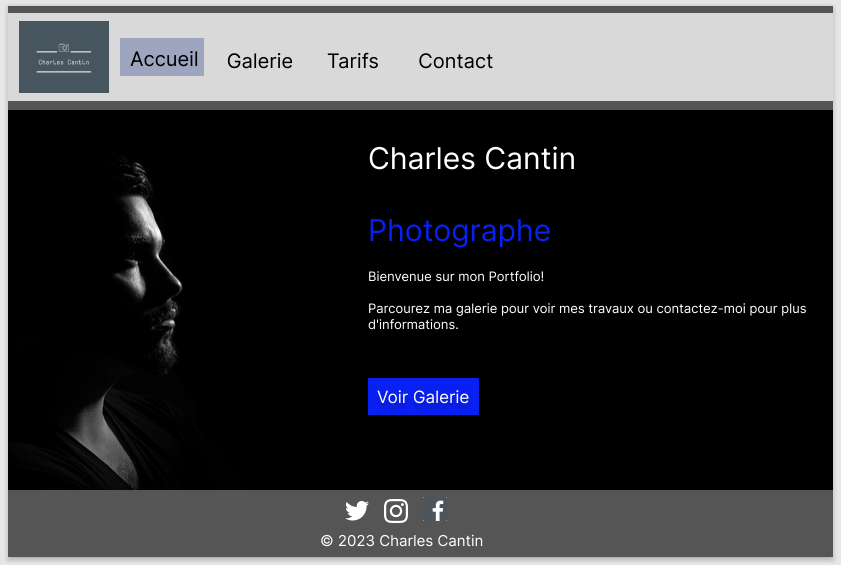 Charles Cantin
Accueil
Galerie
Tarifs
Contact
Charles Cantin
Photographe
Bienvenue sur mon Portfolio!
Parcourez ma galerie pour voir mes travaux ou contactez-moi pour plus
d'informations.
Voir Galerie
© 2023 Charles Cantin